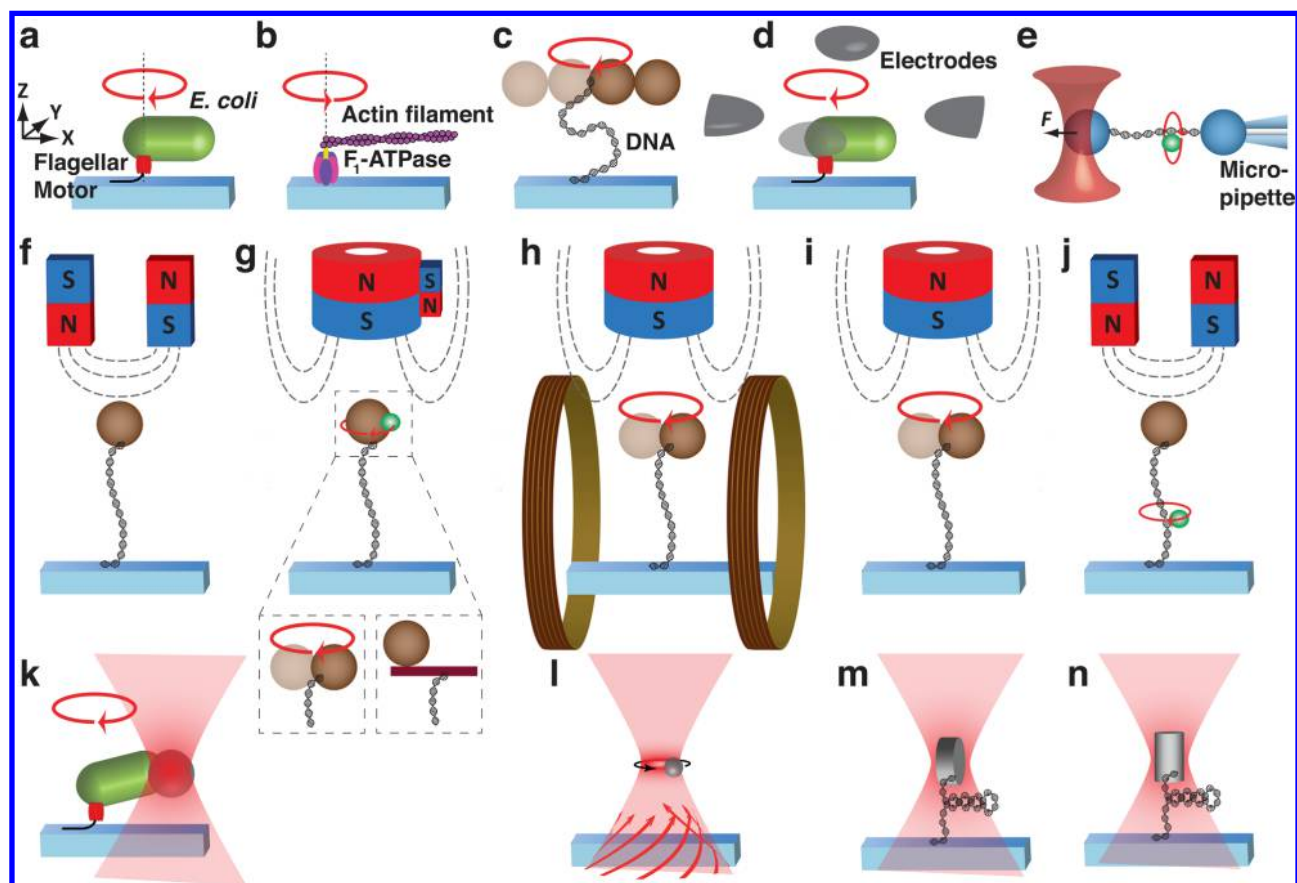 a
b
c
d
e
Z
Y
X
E. coli
Flagellar
Motor
Actin filament
F1-ATPase
DNA
Electrodes
F
Micro-
pipette
f
S
N
N
S
g
N
S
S
N
h
N
S
i
N
S
j
S
N
N
S
k
l
m
n